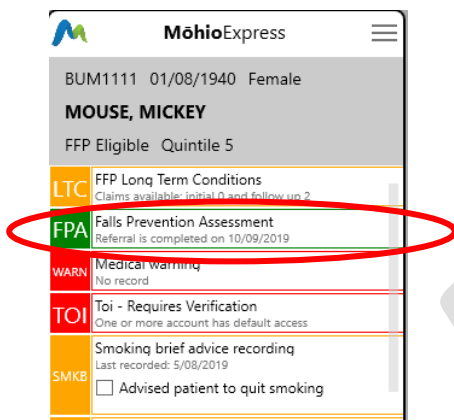 MōhioExpress
BUM1111 01/08/1940 Female
MOUSE, MICKEY
FFP Eligible Quintile 5
LTC FFP Long Term Conditions
Claims available: initial 0 and follow up 2
FPA Falls Prevention Assessment
Referral is completed on 10/09/2019
WARN Medical warning
No record
TOI Toi - Requires Verification
One or more account has default access
Smoking brief advice recording
Last recorded: 5/08/2019
SMKB Advised patient to quit smoking